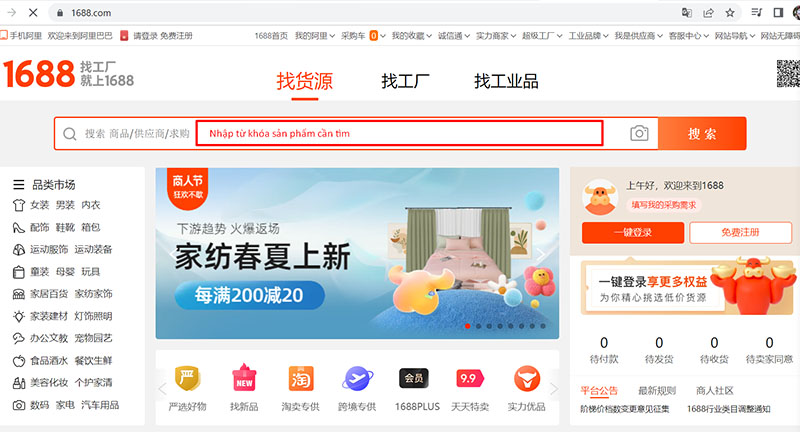 1688.com
手机阿里 欢迎来到阿里巴巴 请登录 免费注册 1688首页 我的阿里 采购车 0 我的收藏 诚信通 实力商家 超级工厂 工业品牌 我是供应商 客服中心 网站导航 网站无障碍
1688 找工厂
就上1688
找货源 找工厂 找工业品
搜索 商品/供应商/求购 Nhập từ khóa sản phẩm cần tìm 搜索
品类市场
女装 男装 内衣
配饰 鞋靴 箱包
运动服饰 运动装备
童装 母婴 玩具
家居百货 家纺家饰
家装建材 灯饰照明
办公文教 宠物园艺
食品酒水 餐饮生鲜
美容化妆 个护家清
数码 家电 汽车用品
商人节
狂欢不歇
下游趋势 火爆返场
家纺春夏上新
每满200减20
严 NEW 淘 会员 9.9
严选好物 找新品 淘卖专供 跨境专供 1688PLUS 天天特卖 实力优品
上午好，欢迎来到1688
填写我的采购需求
一键登录 免费注册
一键登录享更多权益
为你精心挑选低价货源
0 0 0 0
待付款 待发货 待收货 待卖家同意
平台公告 最新规则 商人社区
阶梯价档数变更意见征集 1688行业类目调整通知